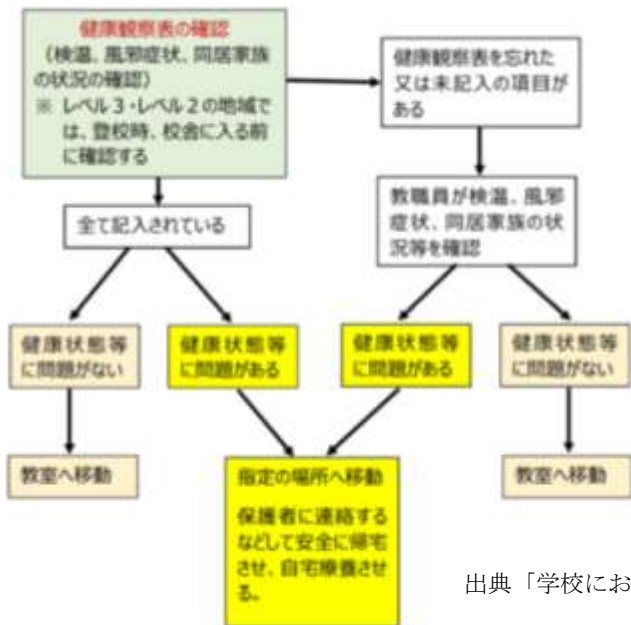 健康観察表の確認
（検温、風邪症状、同居家族
の状況の確認）
※ レベル３・レベル２の地域で
は、登校時、校舎に入る前
に確認する
健康観察表を忘れた
又は未記入の項目が
ある
全て記入されている
教職員が検温、風邪
症状、同居家族の状
況等を確認
健康状態等
に問題がない
健康状態等
に問題がある
健康状態等
に問題がある
健康状態等
に問題がない
教室へ移動
指定の場所へ移動
保護者に連絡する
などして安全に帰宅
させ、自宅療養させ
る。
教室へ移動
出典「学校にお